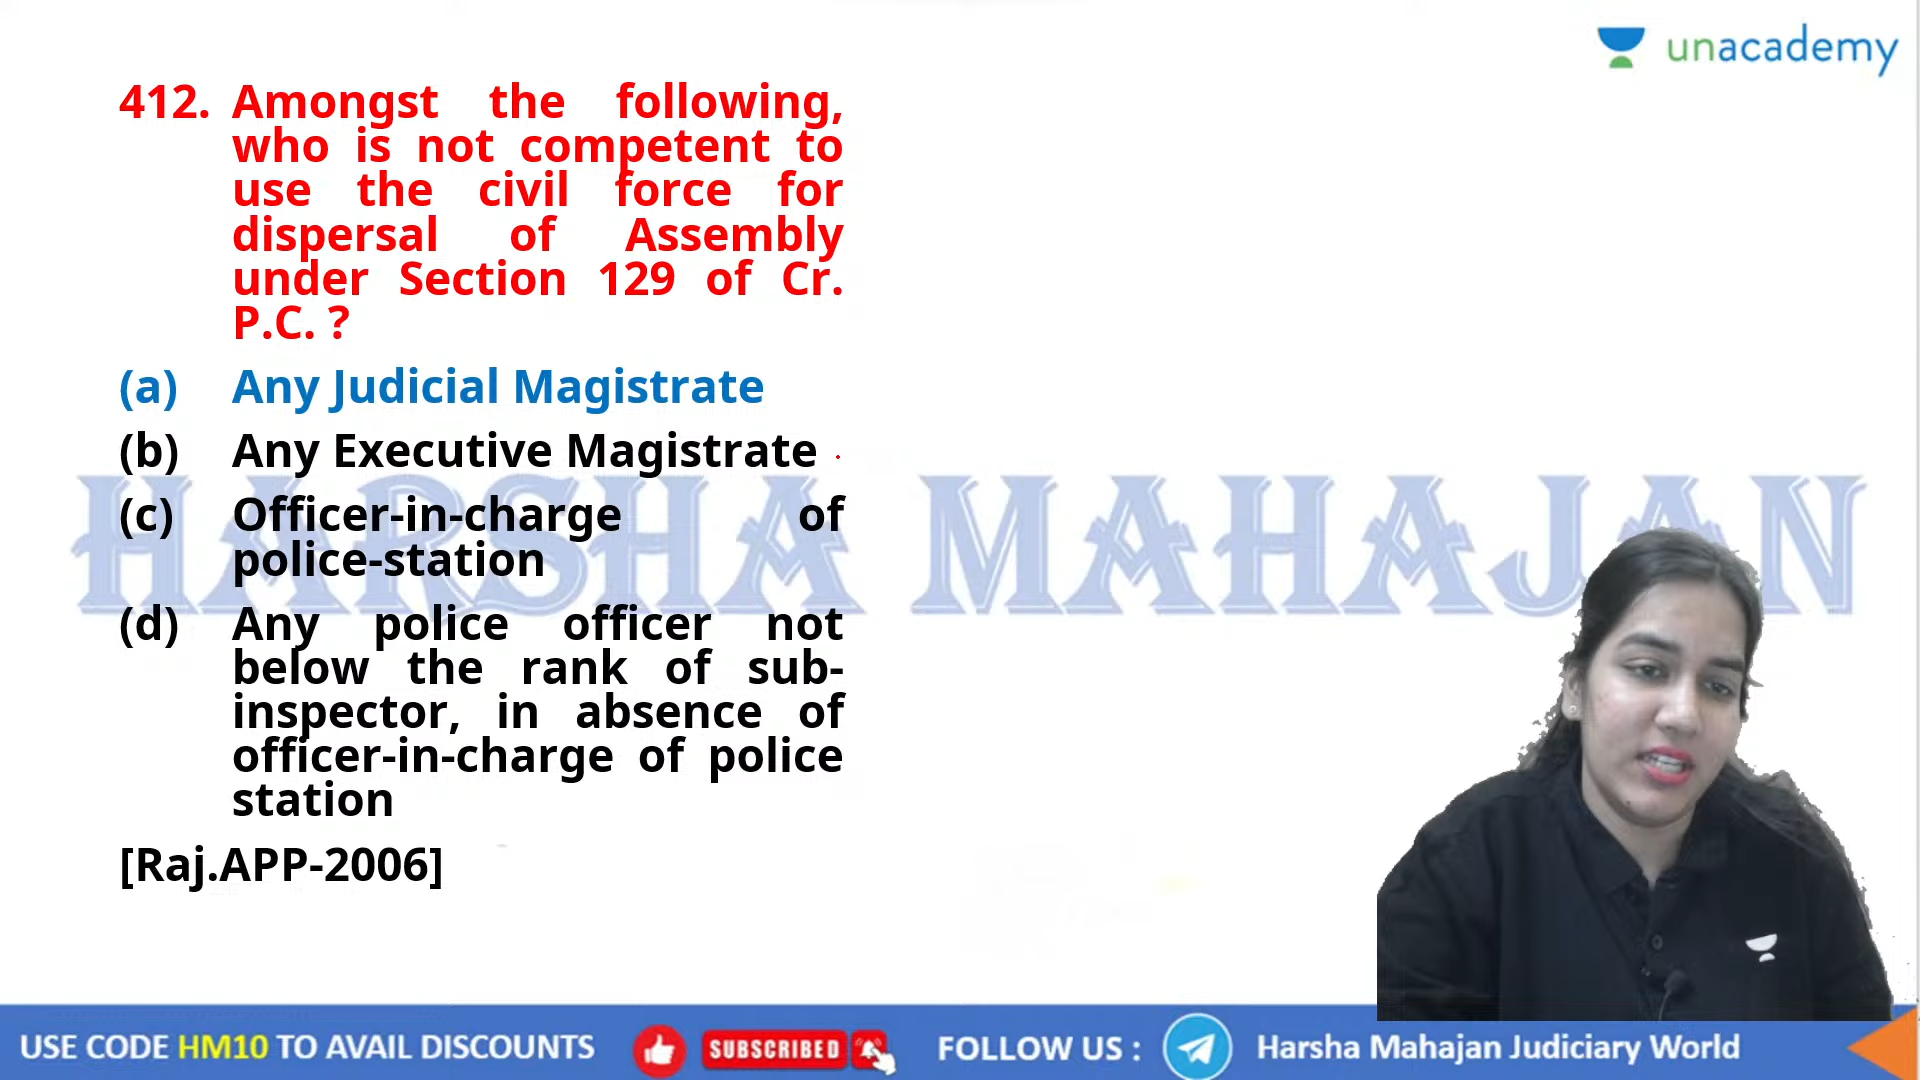 unacademy
412. Amongst the following,
who is not competent to
use the civil force for
dispersal of Assembly
under Section 129 of Cr.
P.C. ?
(a) Any Judicial Magistrate
(b) Any Executive Magistrate
(c) Officer-in-charge of
police-station
(d) Any police officer not
below the rank of sub-
inspector, in absence of
officer-in-charge of police
station
[Raj.APP-2006]
HARSHA MAHAJAN
USE CODE HM10 TO AVAIL DISCOUNTS
SUBSCRIBED
FOLLOW US :
Harsha Mahajan Judiciary World